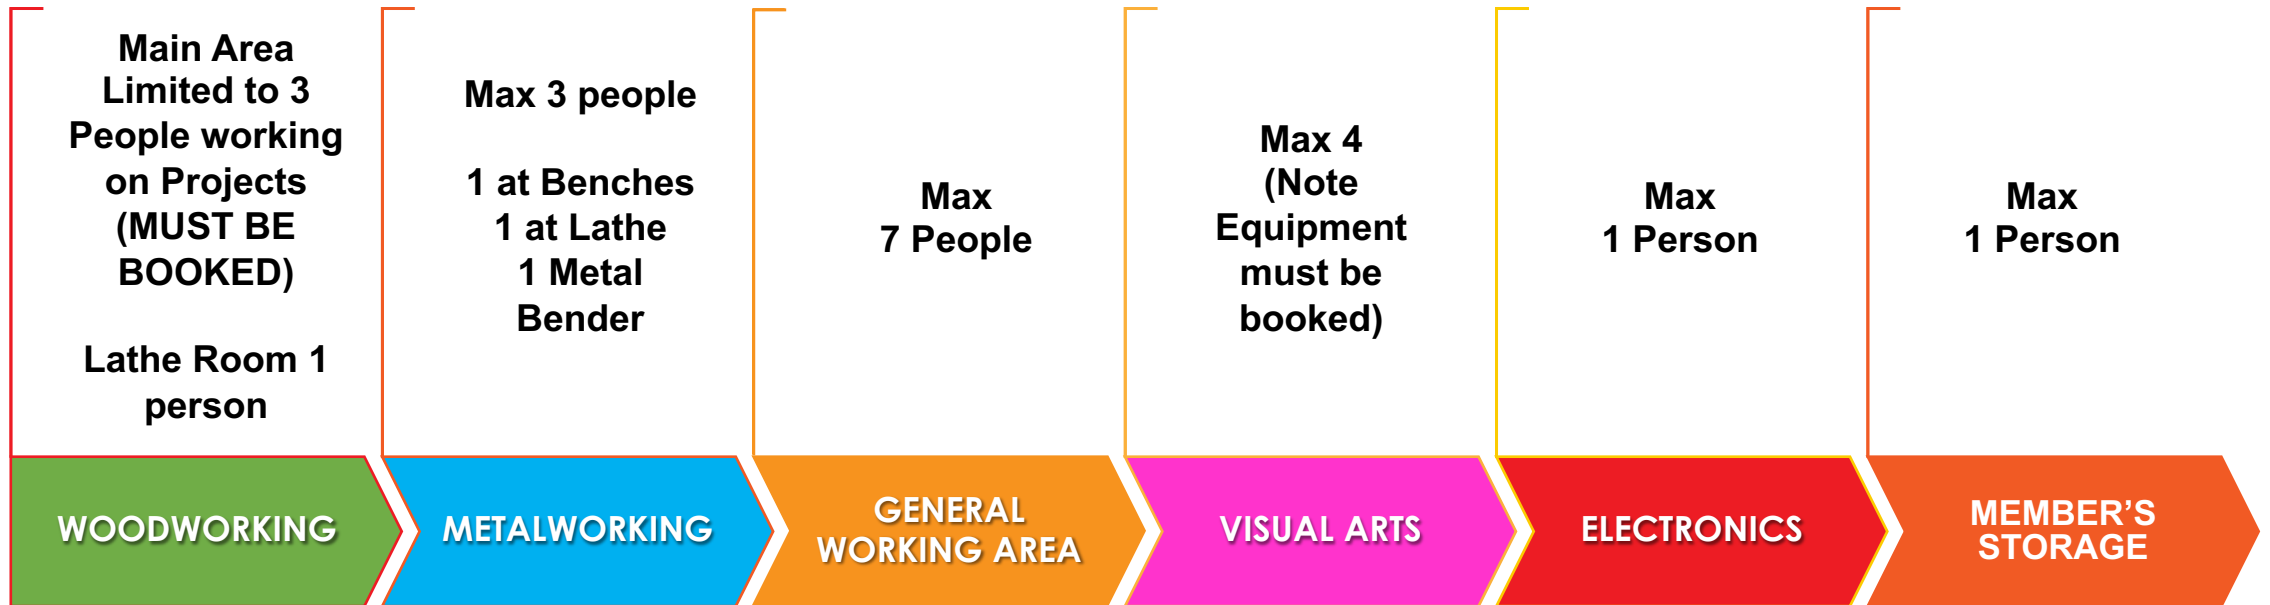 Main Area
Limited to 3
People working
on Projects
(MUST BE
BOOKED)
Lathe Room 1
person
WOODWORKING
Max 3 people
1 at Benches
1 at Lathe
1 Metal
Bender
METALWORKING
Max
7 People
GENERAL
WORKING AREA
Max 4
(Note
Equipment
must be
booked)
VISUAL ARTS
Max
1 Person
ELECTRONICS
Max
1 Person
MEMBER’S
STORAGE